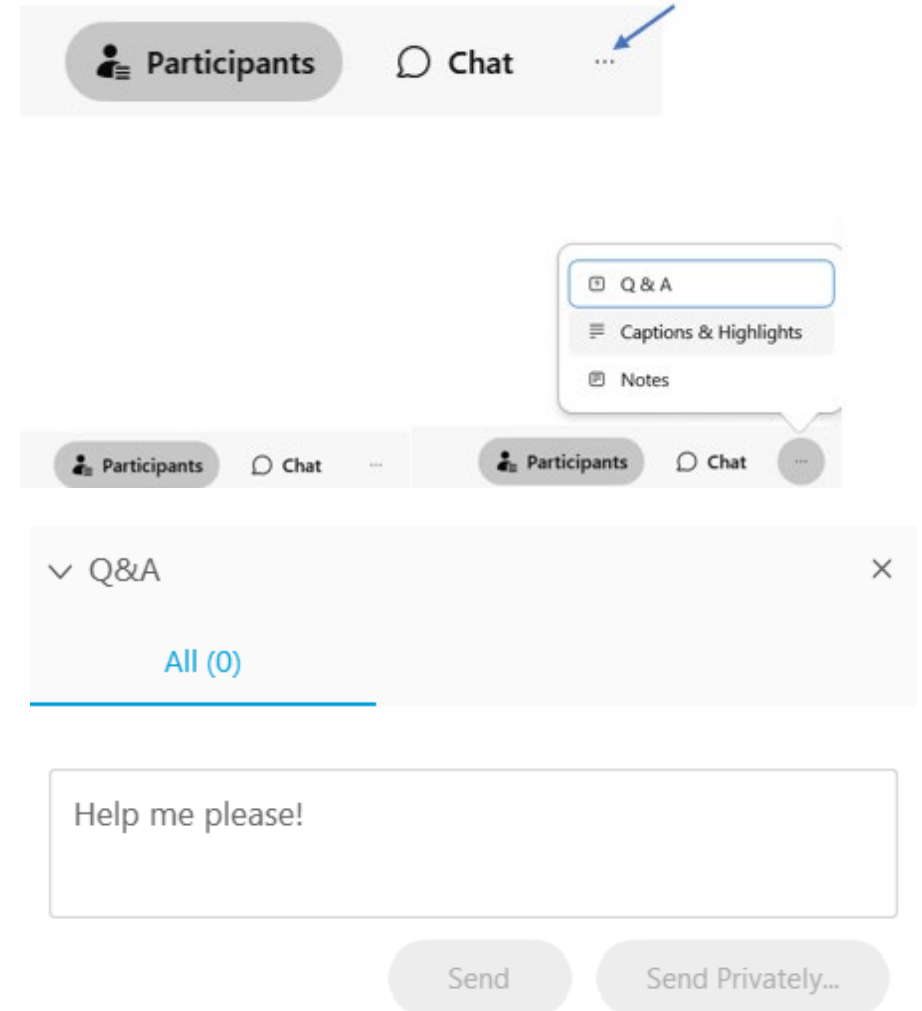 Participants Chat ...
Q & A
Captions & Highlights
Notes
Participants Chat ... Participants Chat ...
Q&A
All (0)
Help me please!
Send Send Privately...